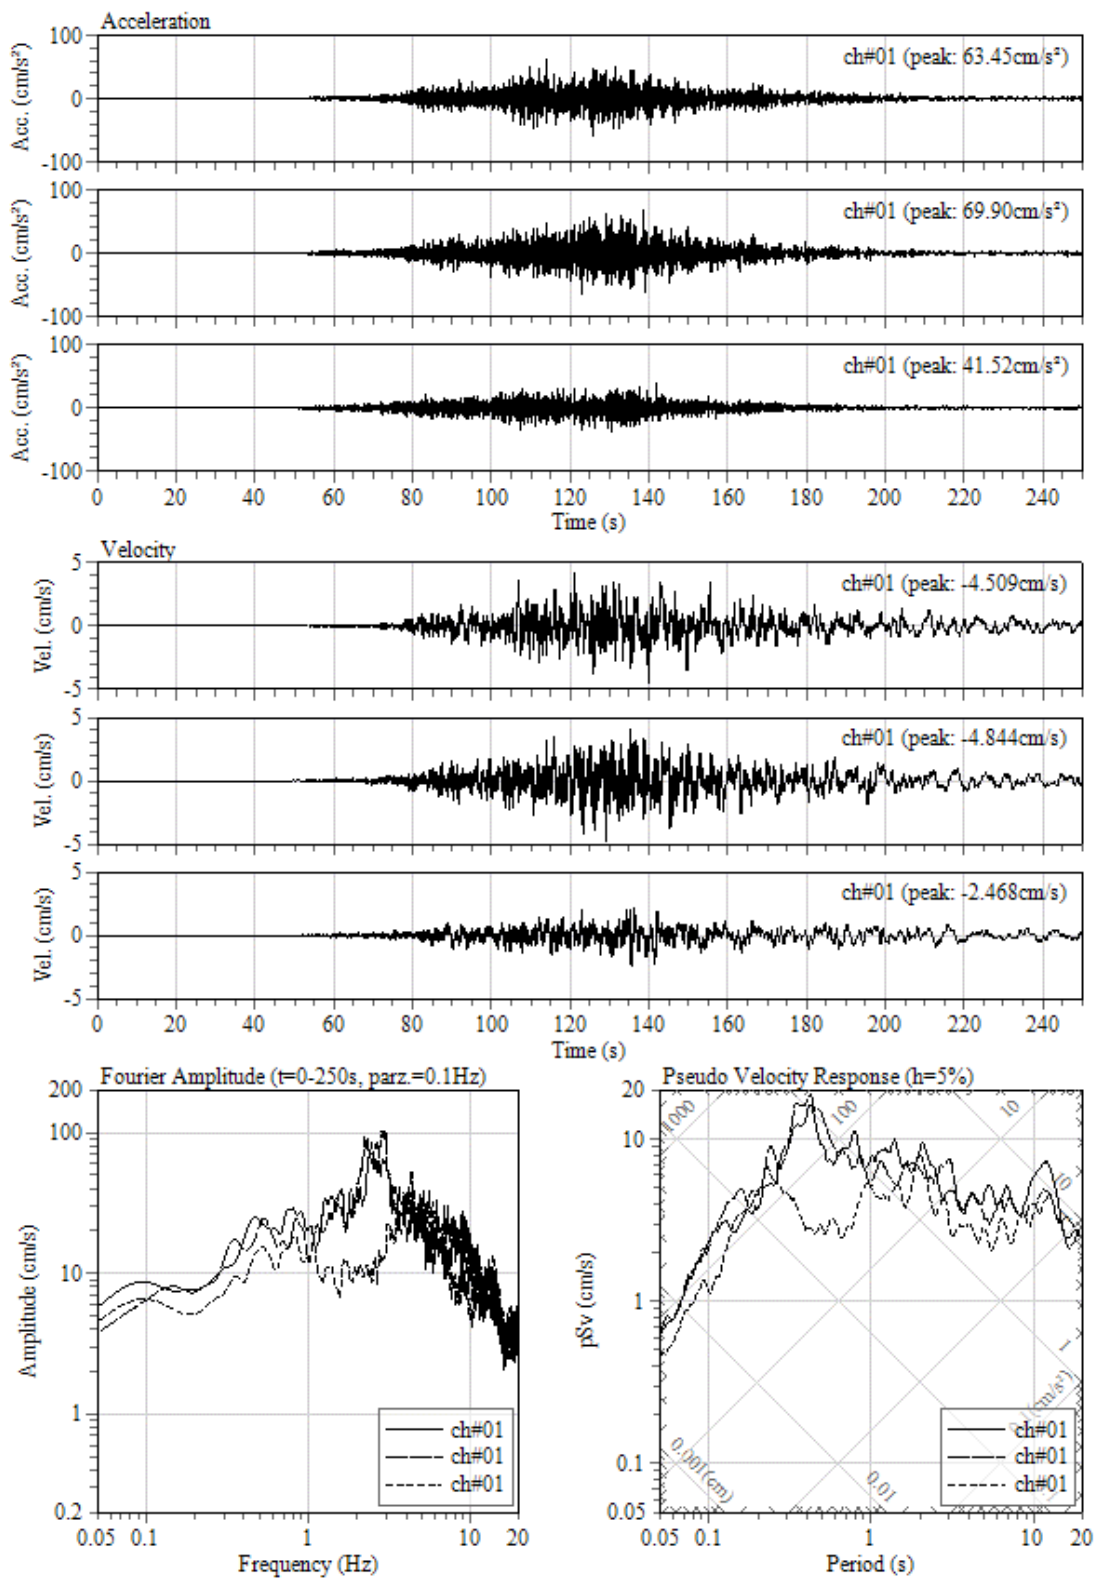 Acceleration
100
0
-100
Acc. (cm/s²)
ch#01 (peak: 63.45cm/s²)
100
0
-100
Acc. (cm/s²)
ch#01 (peak: 69.90cm/s²)
100
0
-100
Acc. (cm/s²)
ch#01 (peak: 41.52cm/s²)
0 20 40 60 80 100 120 140 160 180 200 220 240
Time (s)
Velocity
5
0
-5
Vel. (cm/s)
ch#01 (peak: -4.509cm/s)
5
0
-5
Vel. (cm/s)
ch#01 (peak: -4.844cm/s)
5
0
-5
Vel. (cm/s)
ch#01 (peak: -2.468cm/s)
0 20 40 60 80 100 120 140 160 180 200 220 240
Time (s)
Fourier Amplitude (t=0-250s, parz.=0.1Hz)
200
100
10
1
0.2
Amplitude (cm/s)
ch#01
ch#01
ch#01
0.05 0.1 1 10 20
Frequency (Hz)
Pseudo Velocity Response (h=5%)
20
10
1
0.1
0.05
pSv (cm/s)
1000
100
10
10
1
0.1(cm/s²)
0.001(cm)
0.01
ch#01
ch#01
ch#01
0.05 0.1 1 10 20
Period (s)